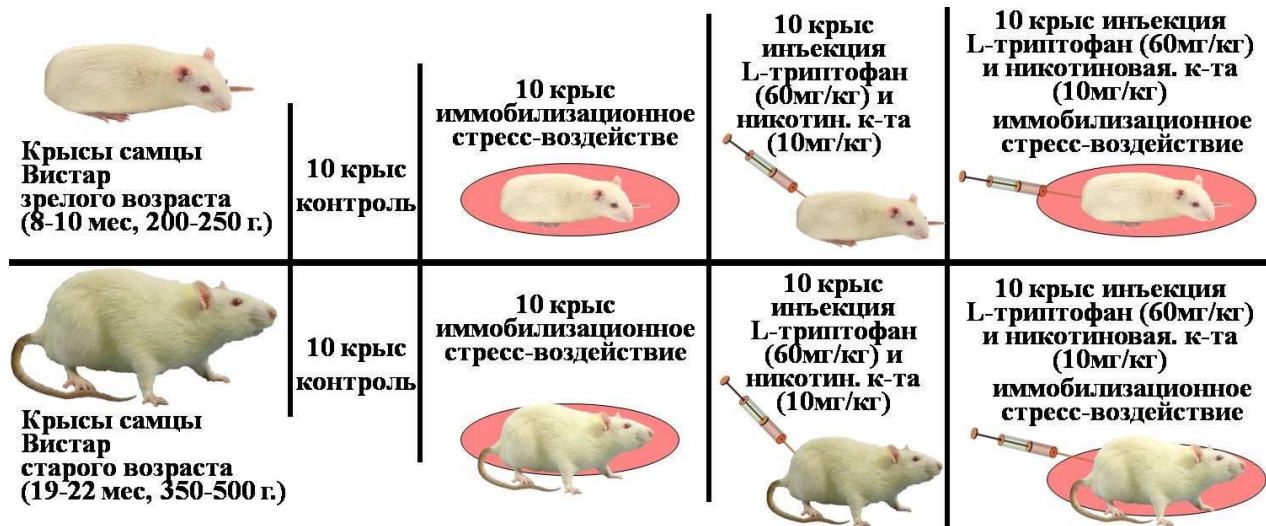 Крысы самцы
Вистар
зрелого возраста
(8-10 мес, 200-250 г.)
10 крыс
контроль
10 крыс
иммобилизационное
стресс-воздействе
10 крыс
инъекция
L-триптофан
(60мг/кг) и
никотин. к-та
(10мг/кг)
10 крыс инъекция
L-триптофан (60мг/кг)
и никотиновая. к-та
(10мг/кг)
иммобилизационное
стресс-воздействие
Крысы самцы
Вистар
старого возраста
(19-22 мес, 350-500 г.)
10 крыс
контроль
10 крыс
иммобилизационное
стресс-воздействие
10 крыс
инъекция
L-триптофан
(60мг/кг) и
никотин. к-та
(10мг/кг)
10 крыс инъекция
L-триптофан (60мг/кг)
и никотиновая. к-та
(10мг/кг)
иммобилизационное
стресс-воздействие